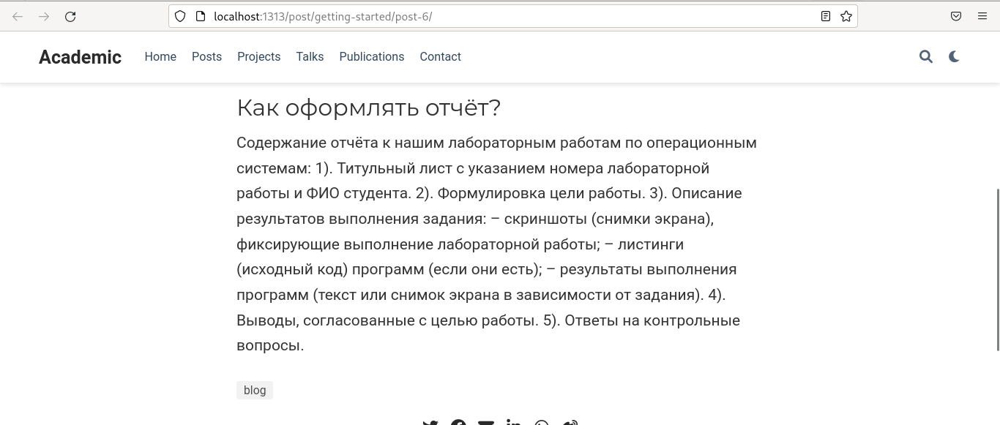 localhost:1313/post/getting-started/post-6/
Academic Home Posts Projects Talks Publications Contact
Как оформлять отчёт?
Содержание отчёта к нашим лабораторным работам по операционным
системам: 1). Титульный лист с указанием номера лабораторной
работы и ФИО студента. 2). Формулировка цели работы. 3). Описание
результатов выполнения задания: – скриншоты (снимки экрана),
фиксирующие выполнение лабораторной работы; – листинги
(исходный код) программ (если они есть); – результаты выполнения
программ (текст или снимок экрана в зависимости от задания). 4).
Выводы, согласованные с целью работы. 5). Ответы на контрольные
вопросы.
blog